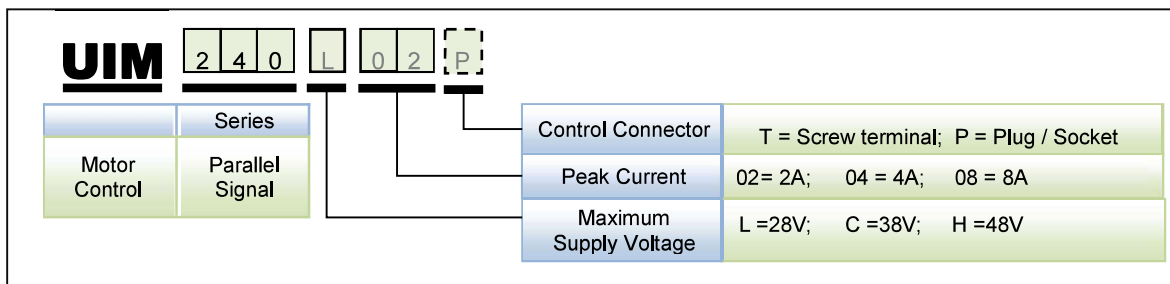 UIM 2 4 0 L 0 2 P
Series
Motor Control
Parallel Signal
Control Connector
T = Screw terminal; P = Plug / Socket
Peak Current
02= 2A; 04 = 4A; 08 = 8A
Maximum Supply Voltage
L =28V; C =38V; H =48V